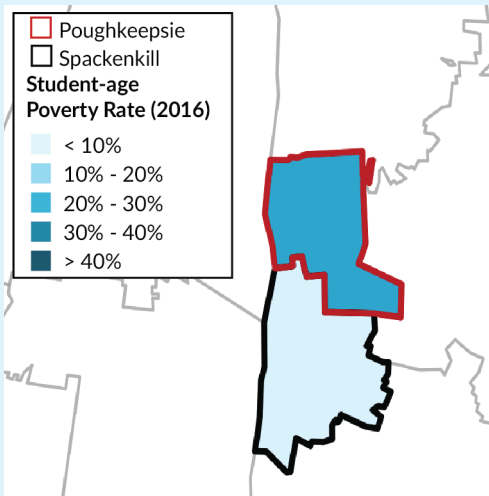 Poughkeepsie
Spackenkill
Student-age
Poverty Rate (2016)
< 10%
10% - 20%
20% - 30%
30% - 40%
> 40%